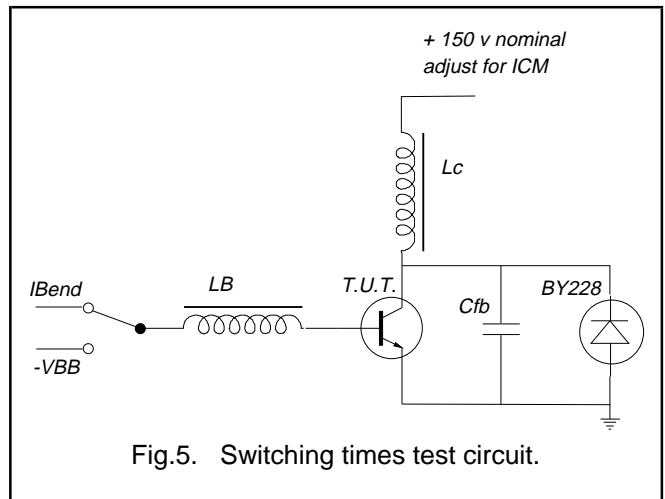 + 150 v nominal
adjust for ICM
Lc
IBend
LB
T.U.T.
Cfb
BY228
-VBB
Fig.5. Switching times test circuit.